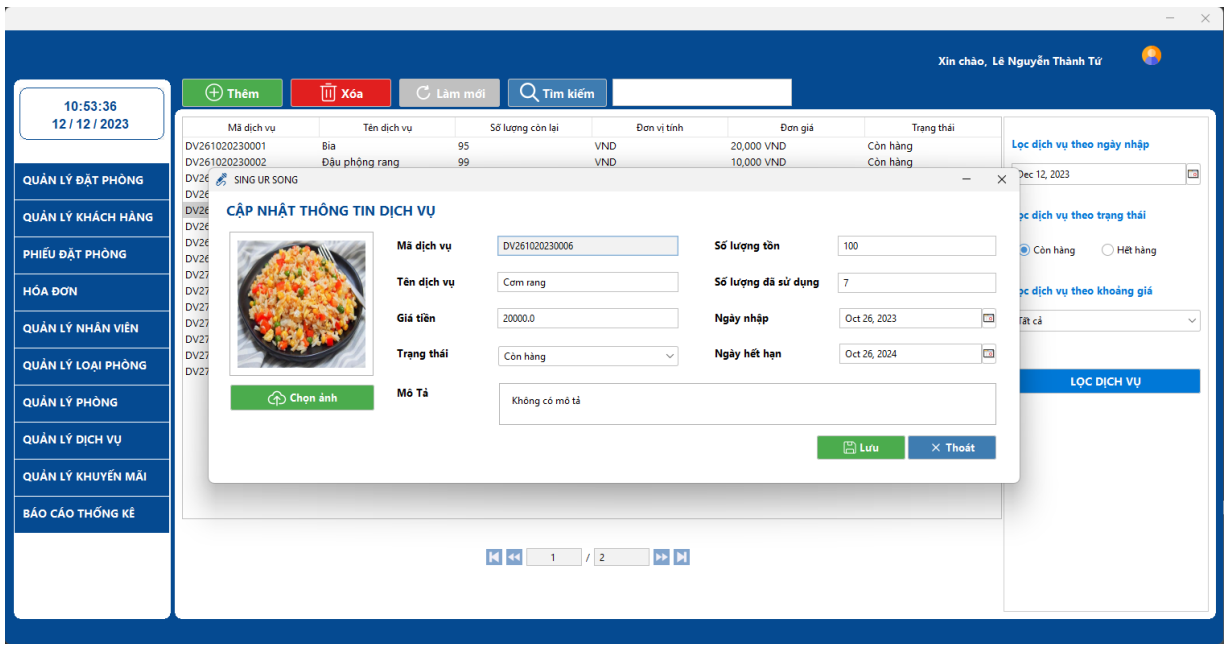 Xin chào, Lê Nguyễn Thành Tứ
10:53:36
12 / 12 / 2023
Thêm
Xóa
Làm mới
Tìm kiếm
QUẢN LÝ ĐẶT PHÒNG
QUẢN LÝ KHÁCH HÀNG
PHIẾU ĐẶT PHÒNG
HÓA ĐƠN
QUẢN LÝ NHÂN VIÊN
QUẢN LÝ LOẠI PHÒNG
QUẢN LÝ PHÒNG
QUẢN LÝ DỊCH VỤ
QUẢN LÝ KHUYẾN MÃI
BÁO CÁO THỐNG KÊ
Mã dịch vụ Tên dịch vụ Số lượng còn lại Đơn vị tính Đơn giá Trạng thái
DV261020230001 Bia 95 VND 20,000 VND Còn hàng
DV261020230002 Đậu phộng rang 99 VND 10,000 VND Còn hàng
DV26
DV26
DV26
DV26
DV26
DV26
DV27
DV27
DV27
DV27
DV27
DV27
DV27
SING UR SONG
CẬP NHẬT THÔNG TIN DỊCH VỤ
Mã dịch vụ DV261020230006 Số lượng tồn 100
Tên dịch vụ Cơm rang Số lượng đã sử dụng 7
Giá tiền 20000.0 Ngày nhập Oct 26, 2023
Trạng thái Còn hàng Ngày hết hạn Oct 26, 2024
Chọn ảnh
Mô Tả Không có mô tả
Lưu
Thoát
1 / 2
Lọc dịch vụ theo ngày nhập
Dec 12, 2023
ọc dịch vụ theo trạng thái
Còn hàng Hết hàng
ọc dịch vụ theo khoảng giá
Tất cả
LỌC DỊCH VỤ